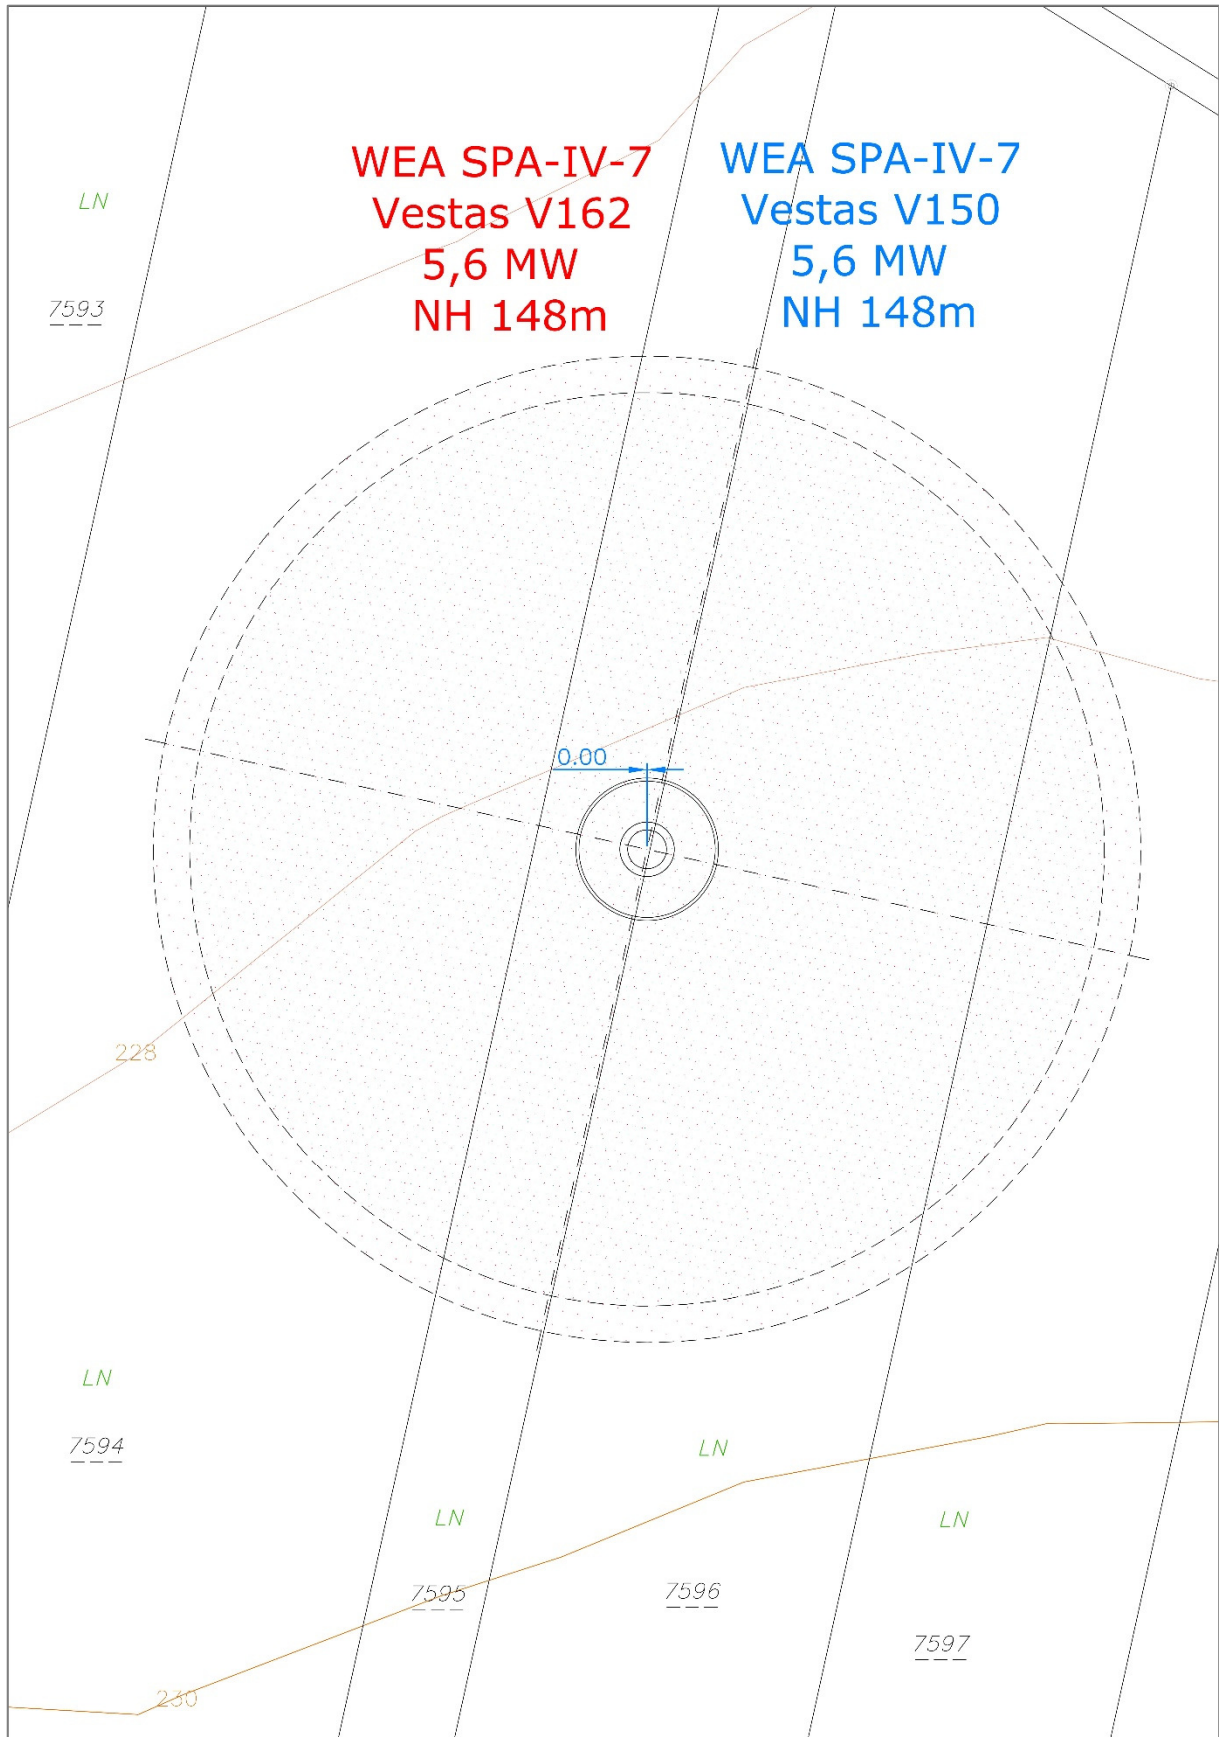 WEA SPA-IV-7
Vestas V162
5,6 MW
NH 148m
WEA SPA-IV-7
Vestas V150
5,6 MW
NH 148m
LN
7593
0.00
228
LN
7594
LN
LN
LN
7595
7596
7597
230